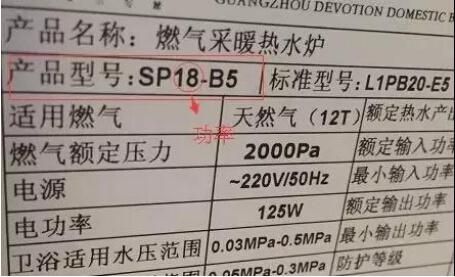 GUANGZHOU DEVOTION DOMESTIC
产品名称：燃气采暖热水炉
产品型号：SP18-B5 标准型号：L1PB20-E5
适用燃气 天然气（12T） 额定热水产
功率
燃气额定压力 2000Pa 额定输入功率
电源 ~220V/50Hz 最小输入功率
电功率 125W 额定输出功率
卫浴适用水压范围 0.03MPa-0.5MPa 最小输出功
0.05MPa-0.3MPa 防护等级